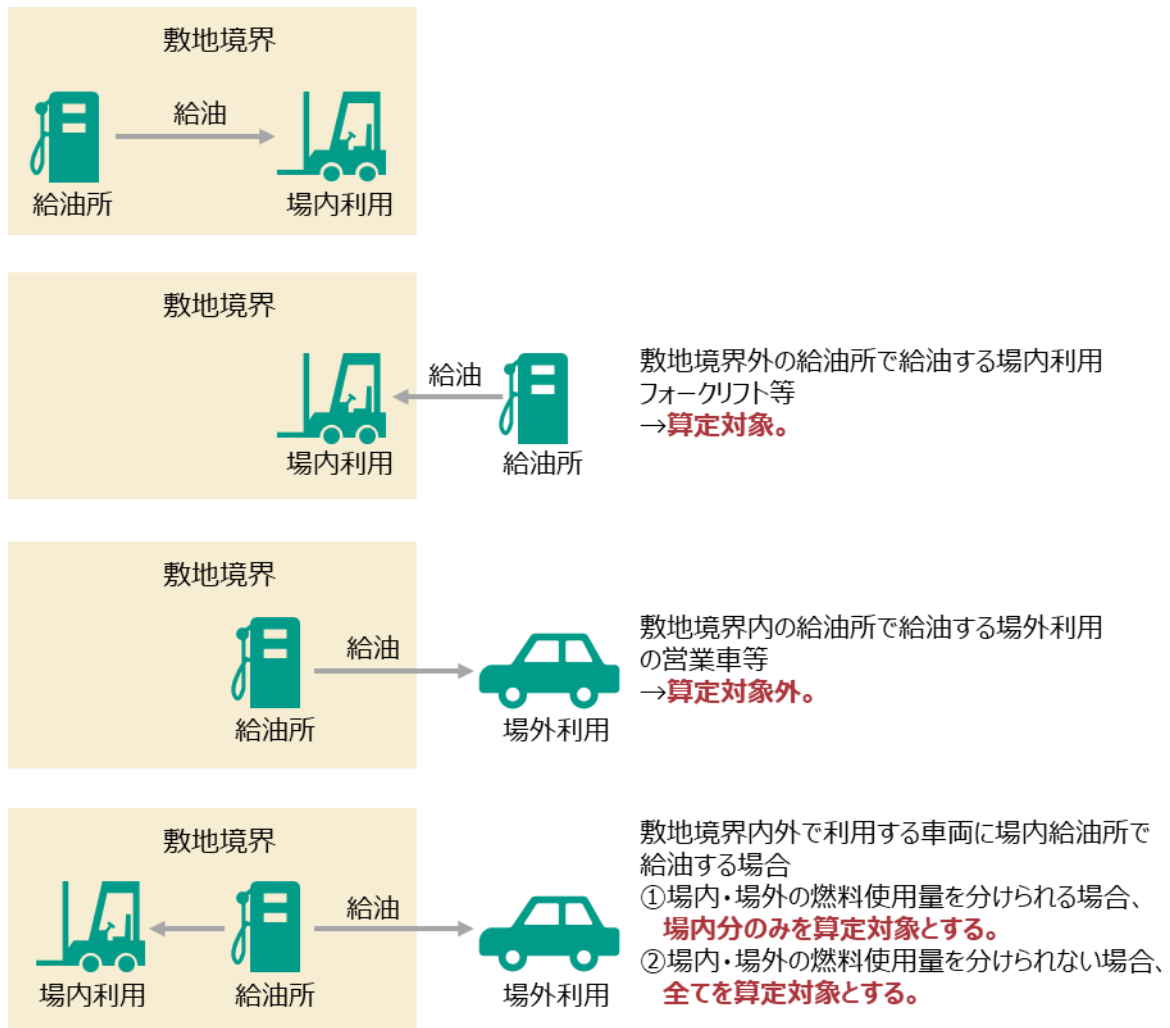 敷地境界
給油
給油所
場内利用
敷地境界
給油
場内利用
給油所
敷地境界外の給油所で給油する場内利用
フォークリフト等
→算定対象。
敷地境界
給油
給油所
場外利用
敷地境界内の給油所で給油する場外利用
の営業車等
→算定対象外。
敷地境界
給油
場内利用
給油所
場外利用
敷地境界内外で利用する車両に場内給油所で
給油する場合
①場内・場外の燃料使用量を分けられる場合、
場内分のみを算定対象とする。
②場内・場外の燃料使用量を分けられない場合、
全てを算定対象とする。